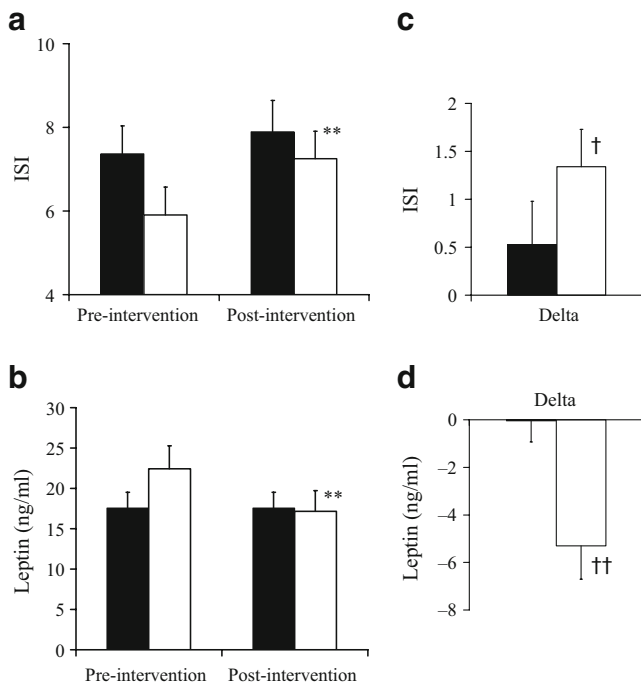 a
10
8
6
4
ISI
**
Pre-intervention Post-intervention
c
2
1.5
1
0.5
0
ISI
†
Delta
b
30
25
20
15
10
5
0
Leptin (ng/ml)
**
Pre-intervention Post-intervention
d
Delta
0
–2
–4
–6
–8
Leptin (ng/ml)
††